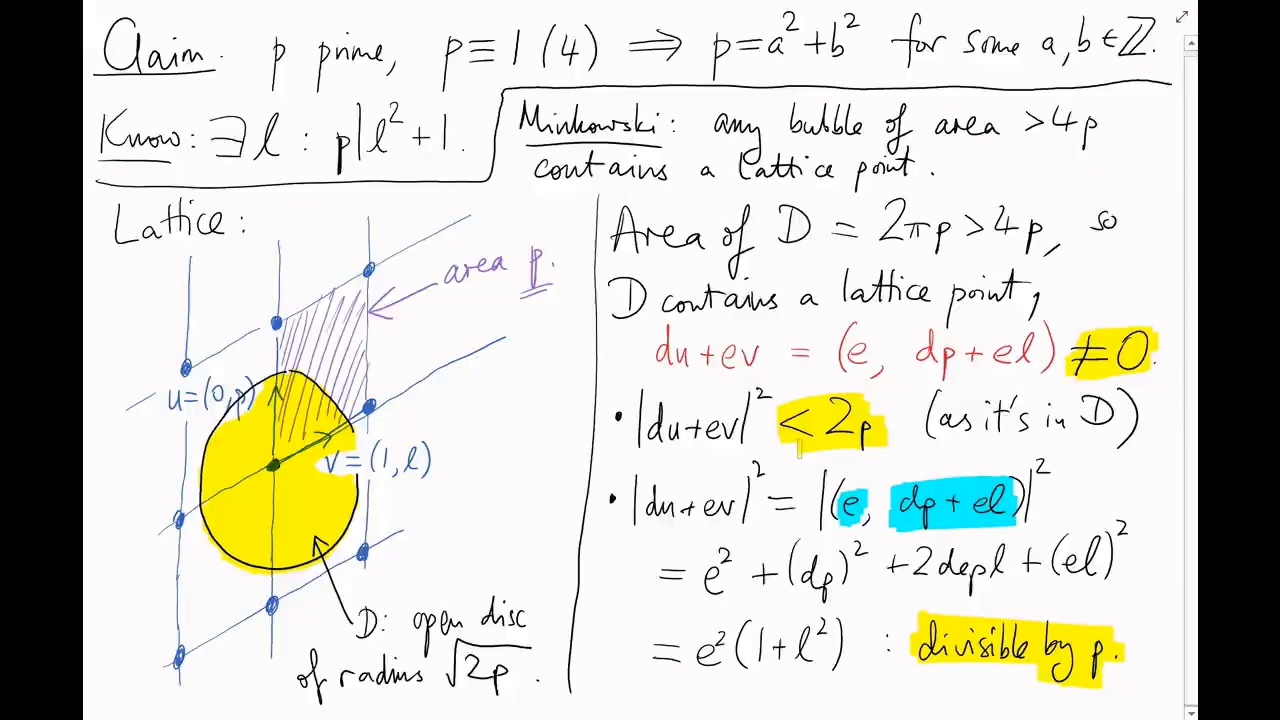 Claim. p prime, p ≡ 1 (4) ⟹ p = a² + b² for some a, b ∈ ℤ.
Know: ∃ l : p | l² + 1.
Minkowski: any bubble of area > 4p
contains a lattice point.
Lattice:
area p.
u = (0, p)
v = (1, l)
D: open disc
of radius √2p.
Area of D = 2πp > 4p, so
D contains a lattice point,
du + ev = (e, dp + el) ≠ 0.
• |du + ev|² < 2p (as it's in D)
• |du + ev|² = |(e, dp + el)|²
= e² + (dp)² + 2depl + (el)²
= e² (1 + l²) : divisible by p.